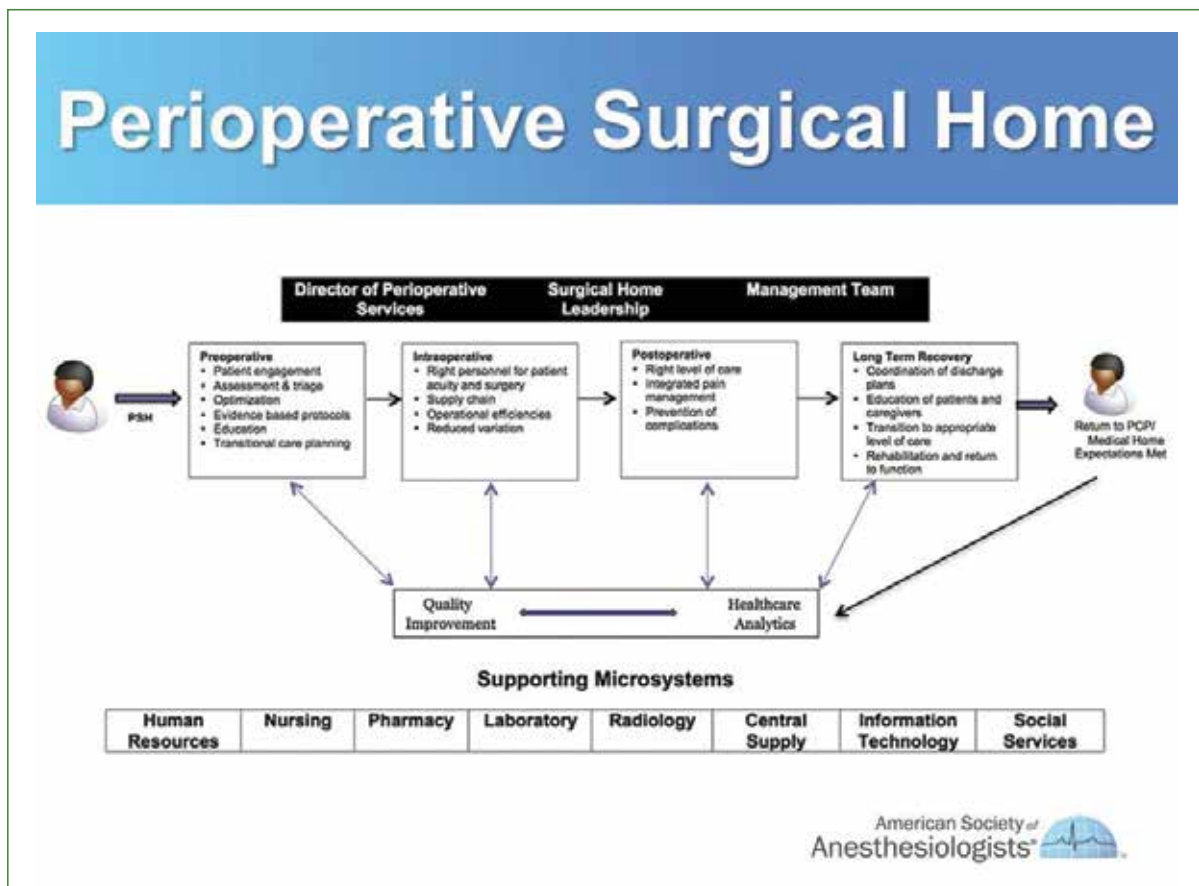 Perioperative Surgical Home
Director of Perioperative Services
Surgical Home Leadership
Management Team
PSH
Preoperative
• Patient engagement
• Assessment & triage
• Optimization
• Evidence based protocols
• Education
• Transitional care planning
Intraoperative
• Right personnel for patient
acuity and surgery
• Supply chain
• Operational efficiencies
• Reduced variation
Postoperative
• Right level of care
• Integrated pain
management
• Prevention of
complications
Long Term Recovery
• Coordination of discharge
plans
• Education of patients and
caregivers
• Transition to appropriate
level of care
• Rehabilitation and return
to function
Return to PCP/
Medical Home
Expectations Met
Quality
Improvement
Healthcare
Analytics
Supporting Microsystems
Human
Resources
Nursing
Pharmacy
Laboratory
Radiology
Central
Supply
Information
Technology
Social
Services
American Society of
Anesthesiologists®